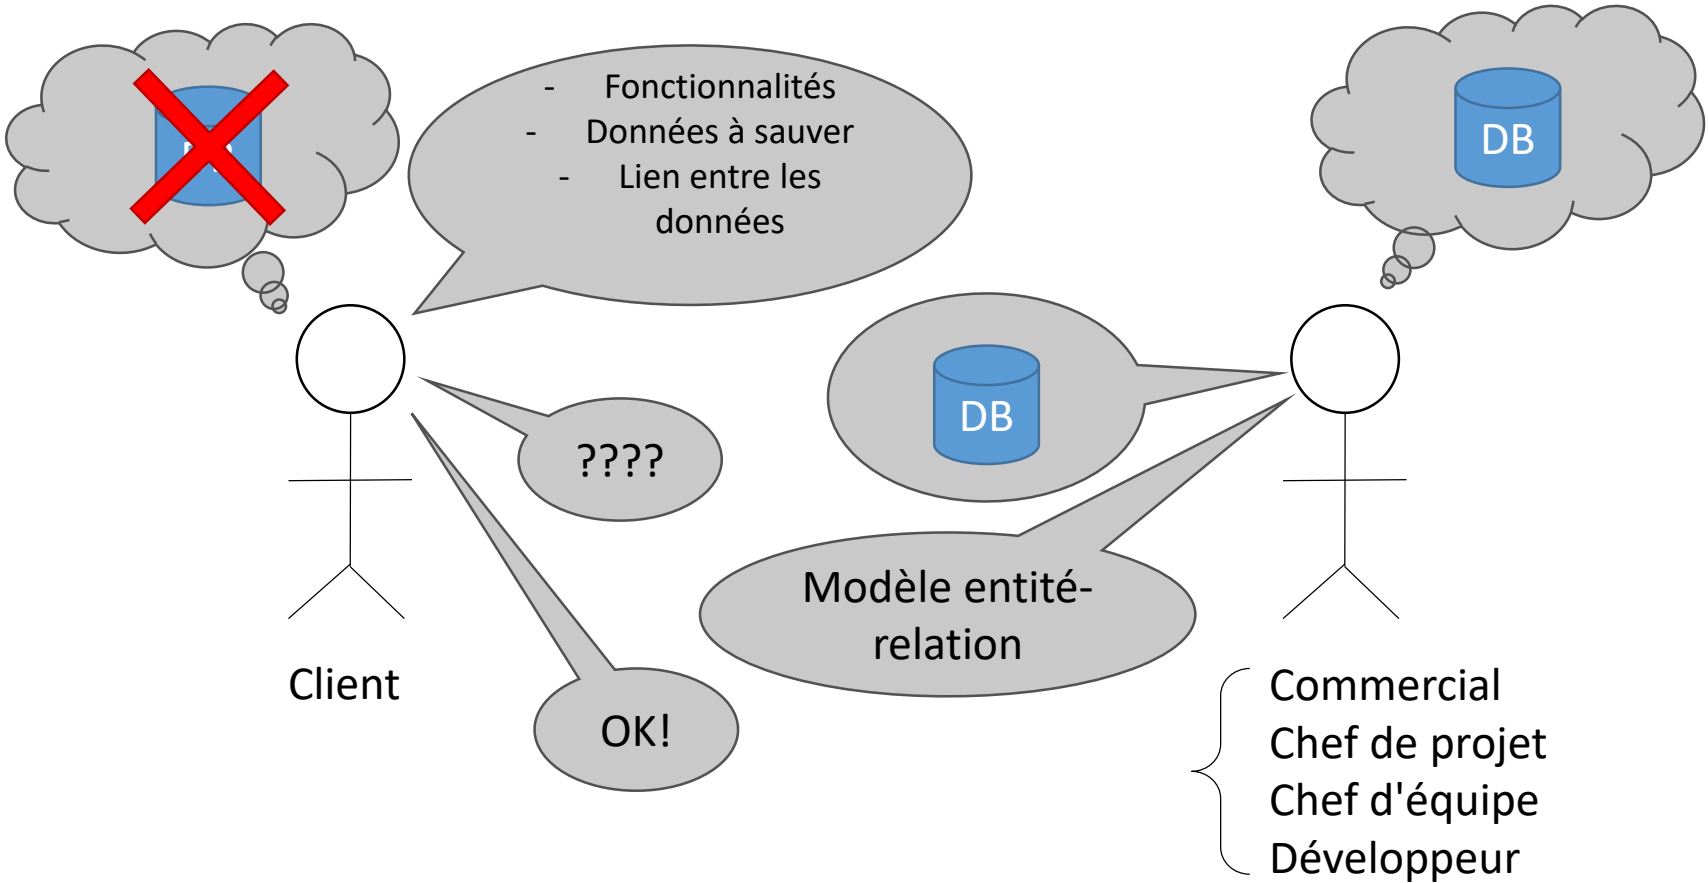 - Fonctionnalités
- Données à sauver
- Lien entre les
données
DB
DB
????
Modèle entité-
relation
OK!
Client
Commercial
Chef de projet
Chef d'équipe
Développeur